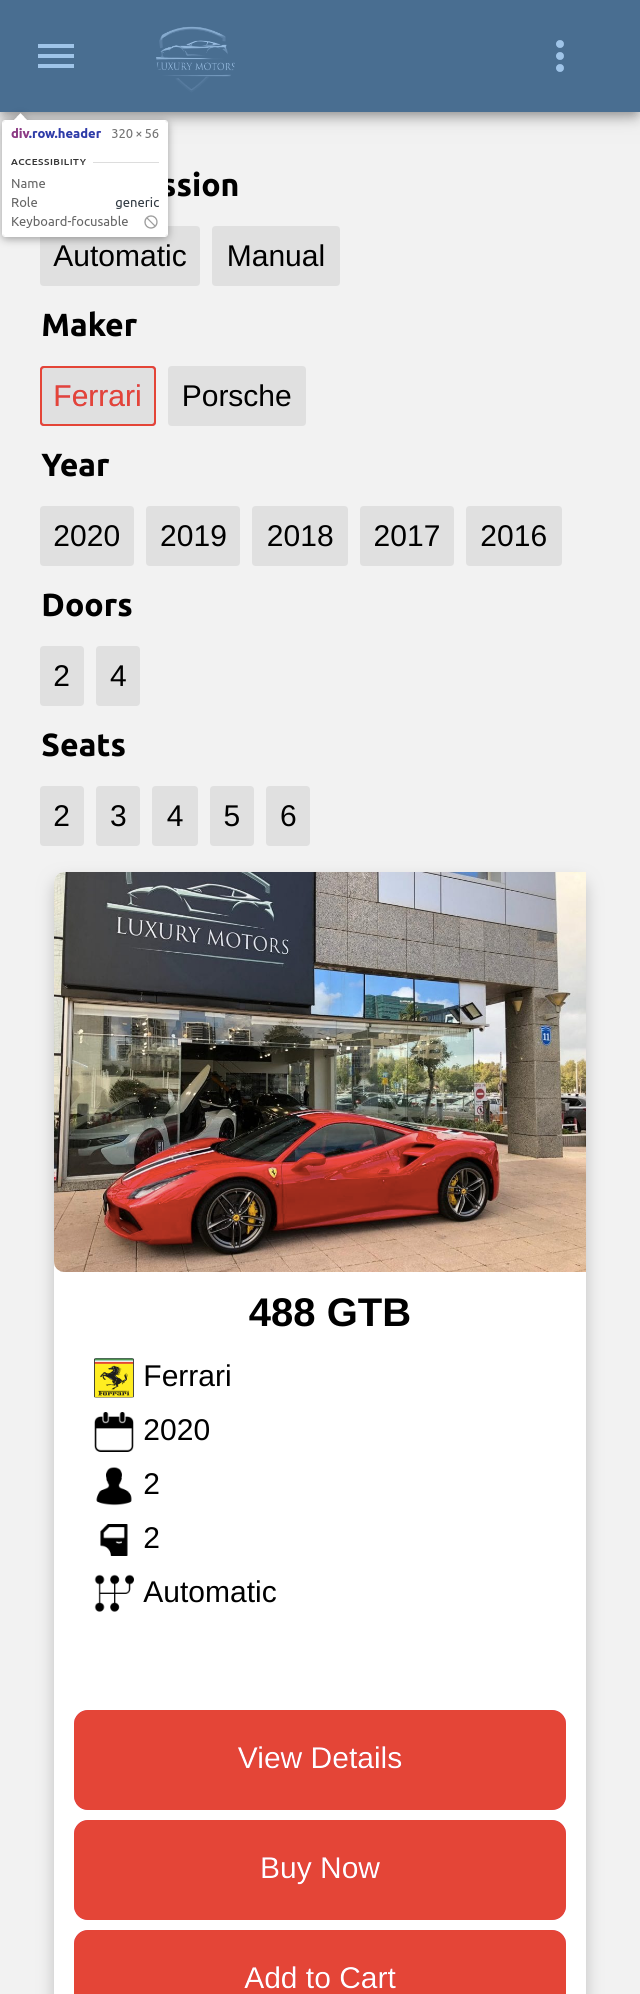 LUXURY MOTORS
div.row.header 320 × 56
ACCESSIBILITY
Name
Role generic
Keyboard-focusable
ssion
Automatic Manual
Maker
Ferrari Porsche
Year
2020 2019 2018 2017 2016
Doors
2 4
Seats
2 3 4 5 6
LUXURY MOTORS
11
488 GTB
Ferrari
Ferrari
2020
2
2
Automatic
View Details
Buy Now
Add to Cart